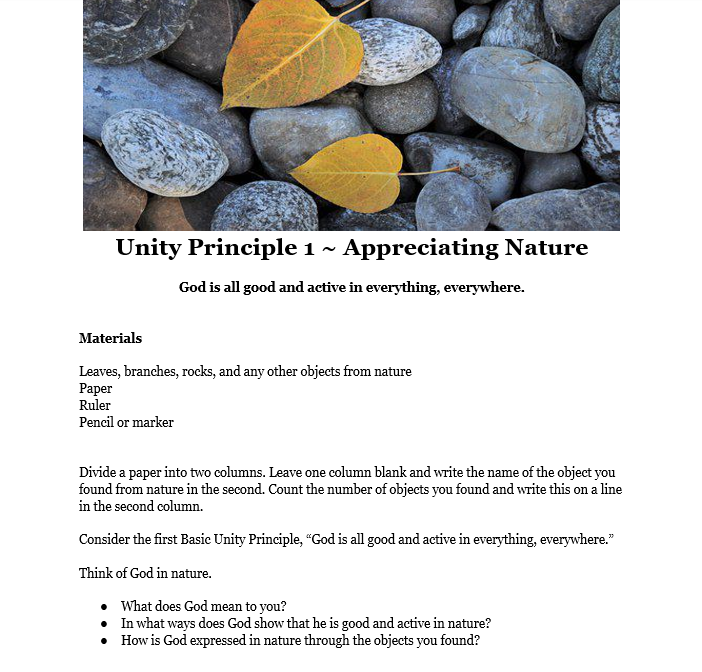 Unity Principle 1 ~ Appreciating Nature
God is all good and active in everything, everywhere.
Materials
Leaves, branches, rocks, and any other objects from nature
Paper
Ruler
Pencil or marker
Divide a paper into two columns. Leave one column blank and write the name of the object you
found from nature in the second. Count the number of objects you found and write this on a line
in the second column.
Consider the first Basic Unity Principle, “God is all good and active in everything, everywhere.”
Think of God in nature.
● What does God mean to you?
● In what ways does God show that he is good and active in nature?
● How is God expressed in nature through the objects you found?